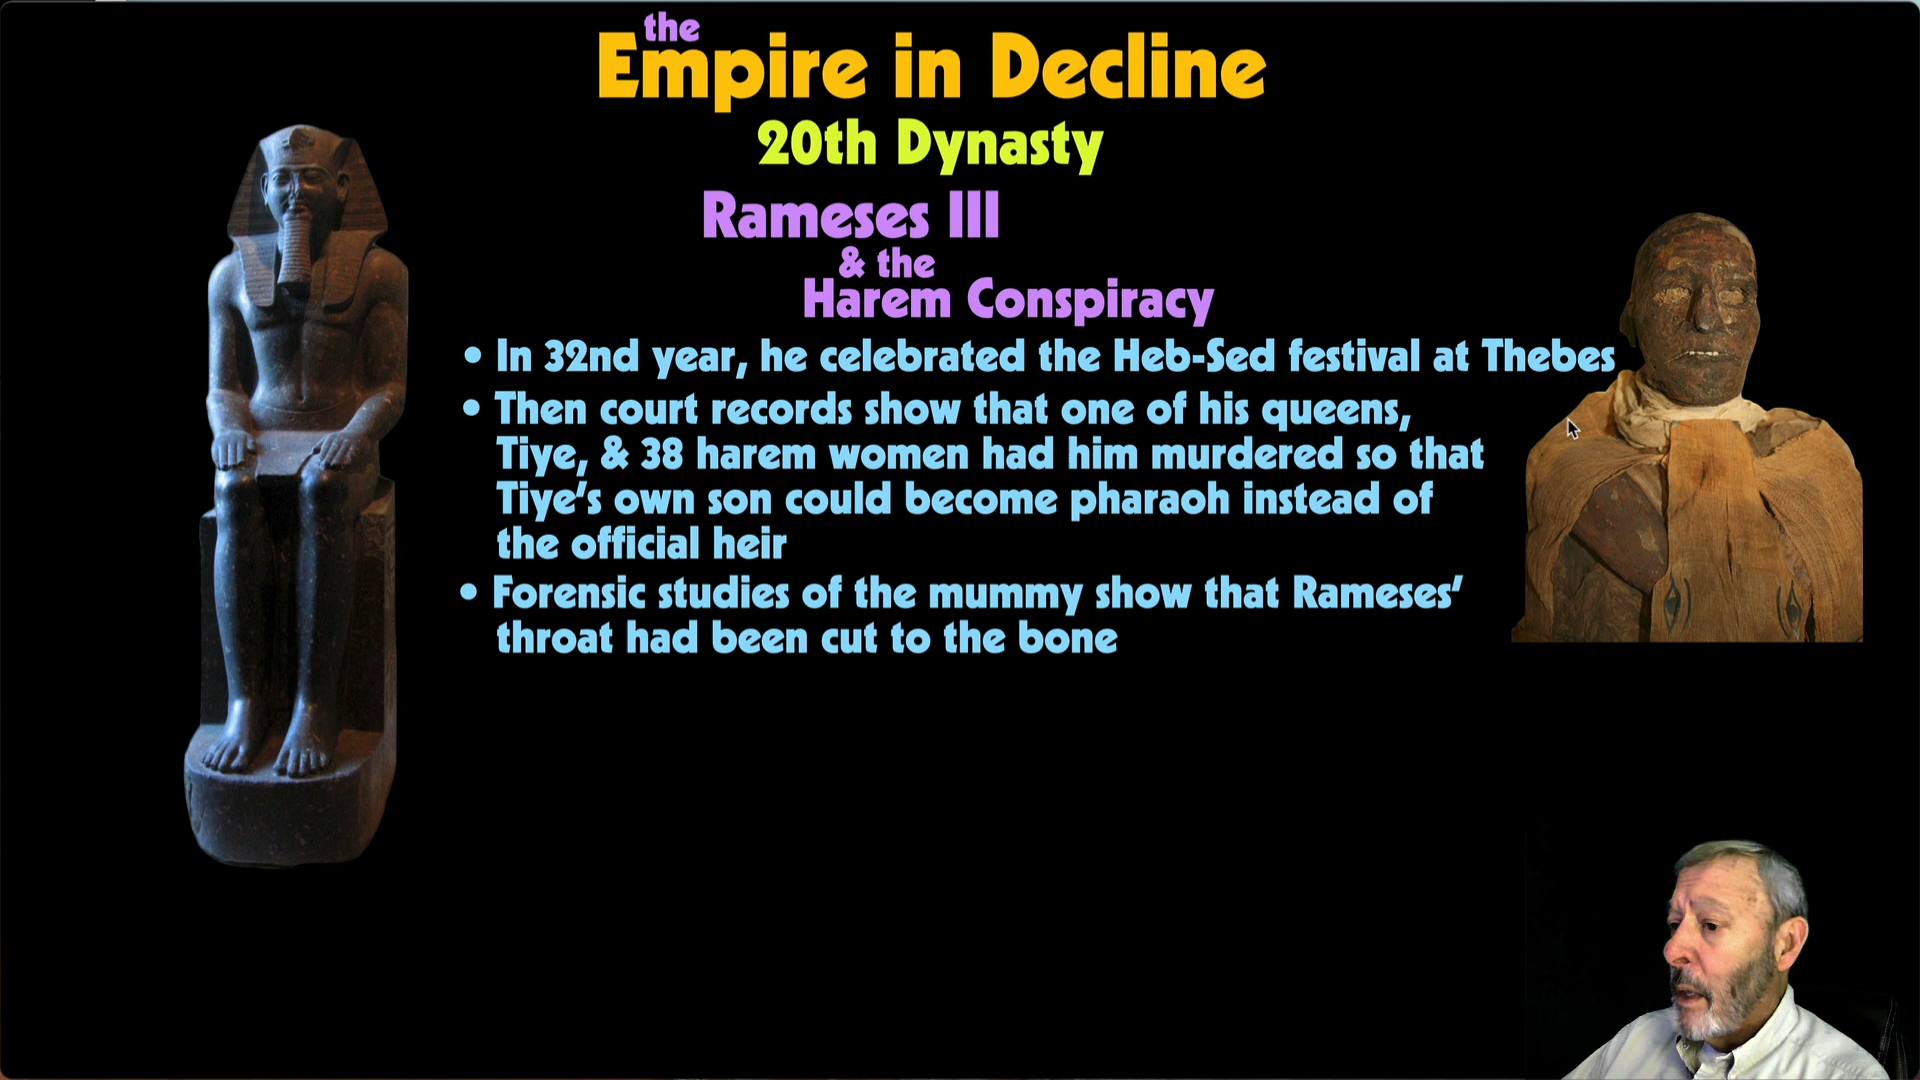 the
Empire in Decline
20th Dynasty
Rameses III
& the
Harem Conspiracy
• In 32nd year, he celebrated the Heb-Sed festival at Thebes
• Then court records show that one of his queens,
Tiye, & 38 harem women had him murdered so that
Tiye's own son could become pharaoh instead of
the official heir
• Forensic studies of the mummy show that Rameses'
throat had been cut to the bone